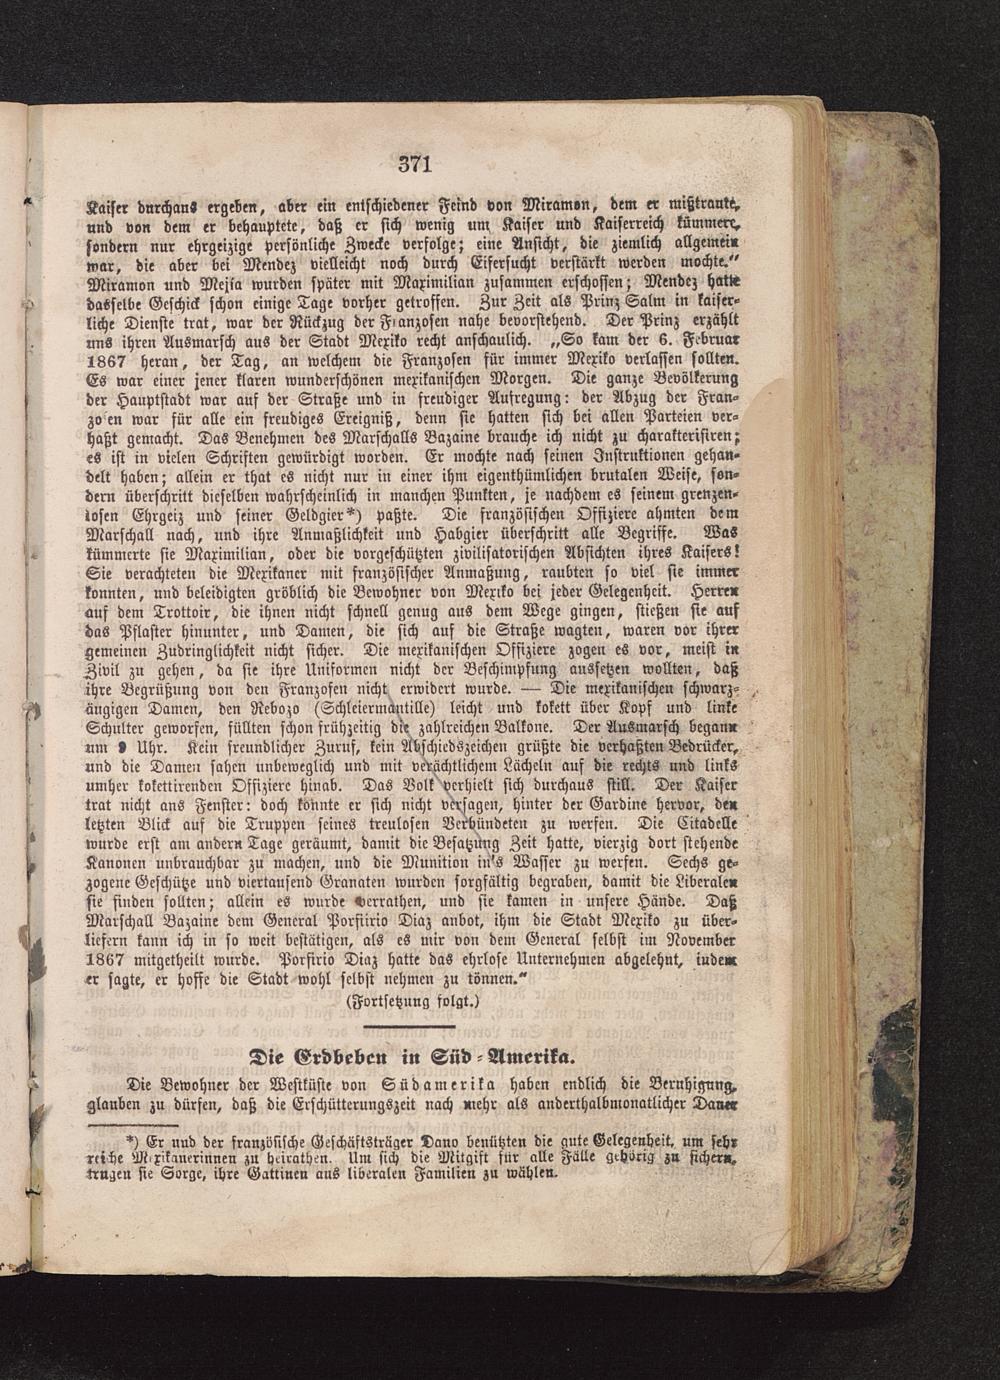 371
Kaiser durchaus ergeben, aber ein entschiedener Feind von Miramon, dem er mißtraute,
und von dem er behauptete, daß er sich wenig um Kaiser und Kaiserreich kümmere,
sondern nur ehrgeizige persönliche Zwecke verfolge; eine Ansicht, die ziemlich allgemein
war, die aber bei Mendez vielleicht noch durch Eifersucht verstärkt werden mochte.“
Miramon und Mejia wurden später mit Maximilian zusammen erschossen; Mendez hatte
dasselbe Geschick schon einige Tage vorher getroffen. Zur Zeit als Prinz Salm in kaiser-
liche Dienste trat, war der Rückzug der Franzosen nahe bevorstehend. Der Prinz erzählt
uns ihren Ausmarsch aus der Stadt Mexiko recht anschaulich. „So kam der 6. Februar
1867 heran, der Tag, an welchem die Franzosen für immer Mexiko verlassen sollten.
Es war einer jener klaren wunderschönen mexikanischen Morgen. Die ganze Bevölkerung
der Hauptstadt war auf der Straße und in freudiger Aufregung: der Abzug der Fran-
zo en war für alle ein freudiges Ereigniß, denn sie hatten sich bei allen Parteien ver-
haßt gemacht. Das Benehmen des Marschalls Bazaine brauche ich nicht zu charakterisiren;
es ist in vielen Schriften gewürdigt worden. Er mochte nach seinen Instruktionen gehan-
delt haben; allein er that es nicht nur in einer ihm eigenthümlichen brutalen Weise, son-
dern überschritt dieselben wahrscheinlich in manchen Punkten, je nachdem es seinem grenzen-
losen Ehrgeiz und seiner Geldgier*) paßte. Die französischen Offiziere ahmten dem
Marschall nach, und ihre Anmaßlichkeit und Habgier überschritt alle Begriffe. Was
kümmerte sie Maximilian, oder die vorgeschützten zivilisatorischen Absichten ihres Kaisers!
Sie verachteten die Mexikaner mit französischer Anmaßung, raubten so viel sie immer
konnten, und beleidigten gröblich die Bewohner von Mexiko bei jeder Gelegenheit. Herren
auf dem Trottoir, die ihnen nicht schnell genug aus dem Wege gingen, stießen sie auf
das Pflaster hinunter, und Damen, die sich auf die Straße wagten, waren vor ihrer
gemeinen Zudringlichkeit nicht sicher. Die mexikanischen Offiziere zogen es vor, meist in
Zivil zu gehen, da sie ihre Uniformen nicht der Beschimpfung aussetzen wollten, daß
ihre Begrüßung von den Franzosen nicht erwidert wurde. — Die mexikanischen schwarz-
äugigen Damen, den Rebozo (Schleiermantille) leicht und kokett über Kopf und linke
Schulter geworfen, füllten schon frühzeitig die zahlreichen Balkone. Der Ausmarsch begann
um 9 Uhr. Kein freundlicher Zuruf, kein Abschiedszeichen grüßte die verhaßten Bedrücker,
und die Damen sahen unbeweglich und mit verächtlichem Lächeln auf die rechts und links
umher kokettirenden Offiziere hinab. Das Volk verhielt sich durchaus still. Der Kaiser
trat nicht ans Fenster: doch konnte er sich nicht versagen, hinter der Gardine hervor, den
letzten Blick auf die Truppen seines treulosen Verbündeten zu werfen. Die Citadelle
wurde erst am andern Tage geräumt, damit die Besatzung Zeit hatte, vierzig dort stehende
Kanonen unbrauchbar zu machen, und die Munition in's Wasser zu werfen. Sechs ge-
zogene Geschütze und viertausend Granaten wurden sorgfältig begraben, damit die Liberalen
sie finden sollten; allein es wurde verrathen, und sie kamen in unsere Hände. Daß
Marschall Bazaine dem General Porfirio Diaz anbot, ihm die Stadt Mexiko zu über-
liefern kann ich in so weit bestätigen, als es mir von dem General selbst im November
1867 mitgetheilt wurde. Porfirio Diaz hatte das ehrlose Unternehmen abgelehnt, indem
er sagte, er hoffe die Stadt wohl selbst nehmen zu können.“
(Fortsetzung folgt.)
Die Erdbeben in Süd-Amerika.
Die Bewohner der Westküste von Südamerika haben endlich die Beruhigung,
glauben zu dürfen, daß die Erschütterungszeit nach mehr als anderthalbmonatlicher Dauer
*) Er und der französische Geschäftsträger Dano benützten die gute Gelegenheit, um sehr
reiche Mexikanerinnen zu heirathen. Um sich die Mitgift für alle Fälle gehörig zu sichern,
trugen sie Sorge, ihre Gattinen aus liberalen Familien zu wählen.